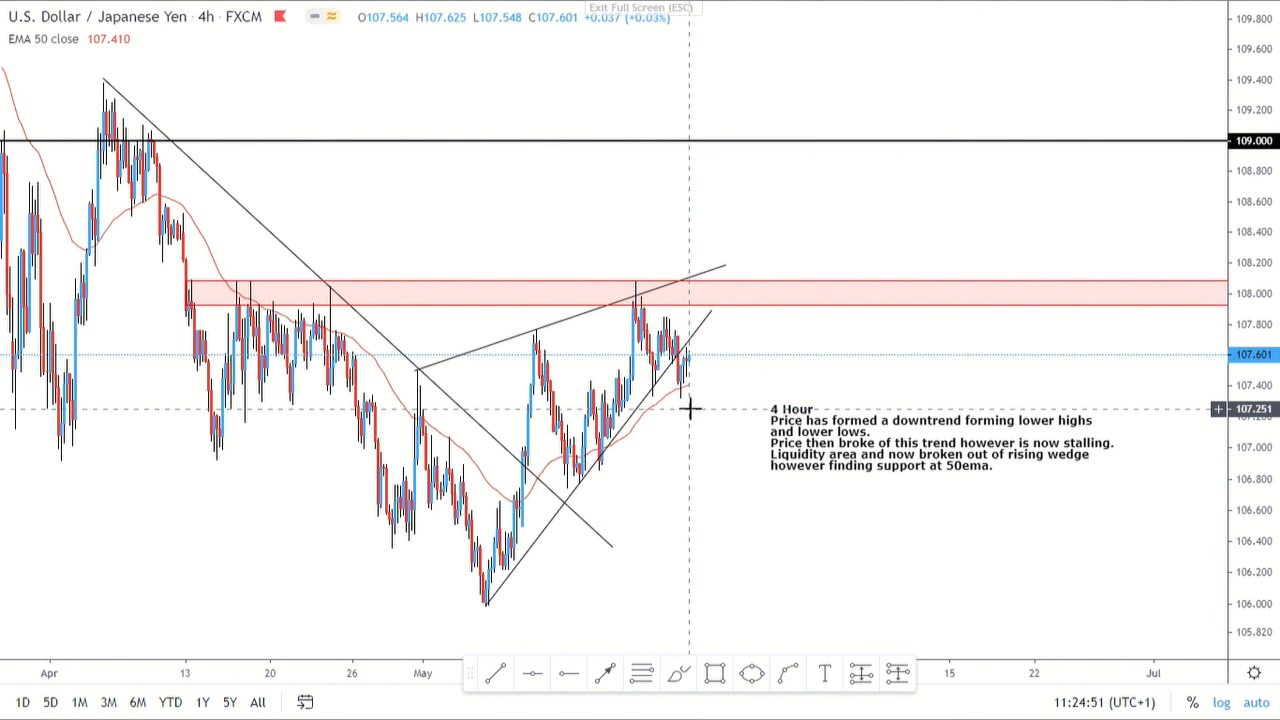 U.S. Dollar / Japanese Yen · 4h · FXCM
O107.564 H107.625 L107.548 C107.601 +0.037 (+0.03%)
Exit Full Screen (ESC)
EMA 50 close 107.410
109.800
109.600
109.400
109.200
109.000
108.800
108.600
108.400
108.200
108.000
107.800
107.601
107.400
107.251
107.000
106.800
106.600
106.400
106.200
106.000
105.820
4 Hour
Price has formed a downtrend forming lower highs
and lower lows.
Price then broke of this trend however is now stalling.
Liquidity area and now broken out of rising wedge
however finding support at 50ema.
Apr 13 20 26 May 15 22 Jul
1D 5D 1M 3M 6M YTD 1Y 5Y All
11:24:51 (UTC+1) % log auto